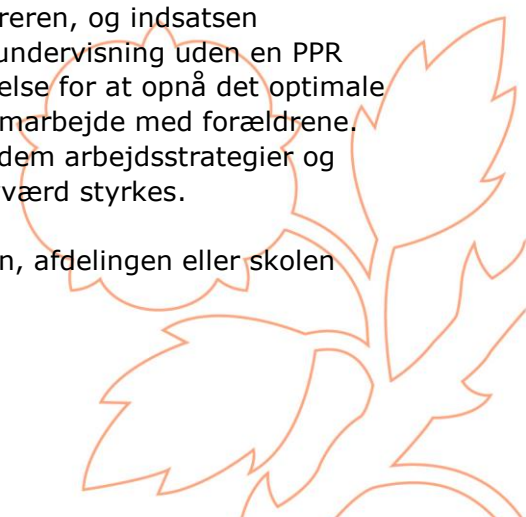 reren, og indsatsen
undervisning uden en PPR
else for at opnå det optimale
marbejde med forældrene.
dem arbejdsstrategier og
værd styrkes.
n, afdelingen eller skolen